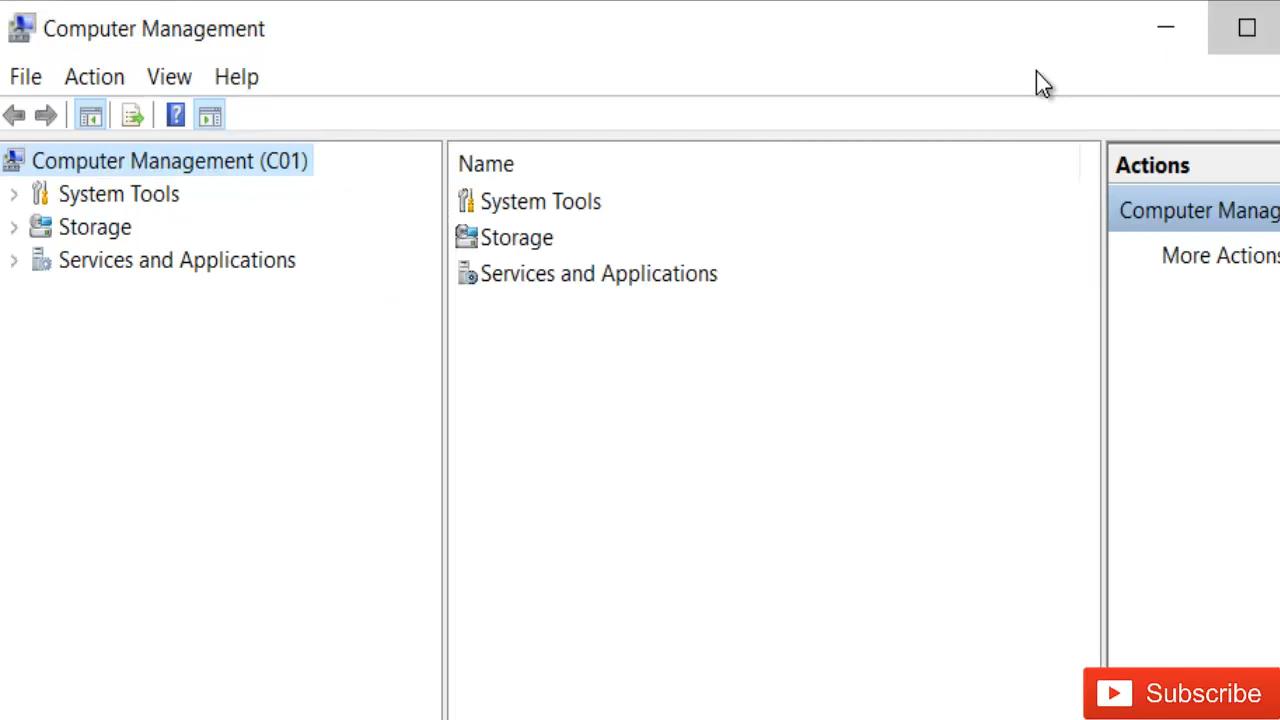 Computer Management
File Action View Help
Computer Management (C01)
System Tools
Storage
Services and Applications
Name
System Tools
Storage
Services and Applications
Actions
Computer Manag
More Actions
Subscribe